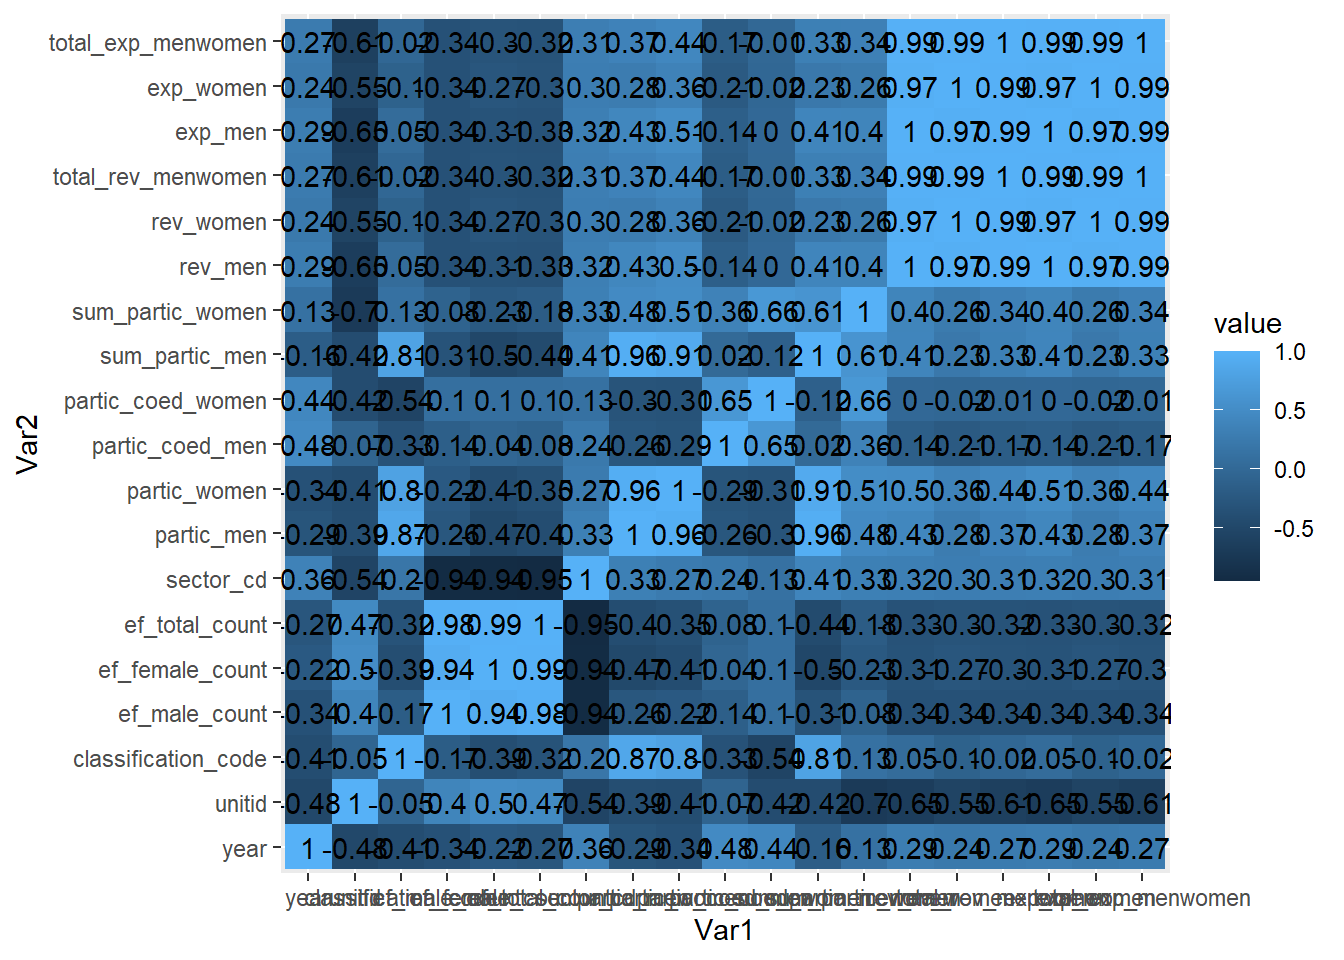 total_exp_menwomen 0.27 -0.61 -0.02 -0.34 -0.3 -0.32 0.31 0.37 0.44 -0.17 -0.01 0.33 0.34 0.99 0.99 1 0.99 0.99 1
exp_women 0.24 -0.55 -0.1 -0.34 -0.27 -0.3 0.3 0.28 0.36 -0.21 -0.02 0.23 0.26 0.97 1 0.99 0.97 1 0.99
exp_men 0.29 -0.65 0.05 -0.34 -0.31 -0.33 0.32 0.43 0.51 -0.14 0 0.41 0.4 1 0.97 0.99 1 0.97 0.99
total_rev_menwomen 0.27 -0.61 -0.02 -0.34 -0.3 -0.32 0.31 0.37 0.44 -0.17 -0.01 0.33 0.34 0.99 0.99 1 0.99 0.99 1
rev_women 0.24 -0.55 -0.1 -0.34 -0.27 -0.3 0.3 0.28 0.36 -0.21 -0.02 0.23 0.26 0.97 1 0.99 0.97 1 0.99
rev_men 0.29 -0.65 0.05 -0.34 -0.31 -0.33 0.32 0.43 0.5 -0.14 0 0.41 0.4 1 0.97 0.99 1 0.97 0.99
sum_partic_women 0.13 -0.7 0.13 -0.08 -0.23 -0.18 0.33 0.48 0.51 0.36 0.66 0.61 1 0.4 0.26 0.34 0.4 0.26 0.34
sum_partic_men -0.16 -0.42 0.81 -0.31 -0.5 -0.44 0.41 0.96 0.91 0.02 -0.12 1 0.61 0.41 0.23 0.33 0.41 0.23 0.33
partic_coed_women 0.44 -0.42 -0.54 0.1 0.1 0.1 0.13 -0.3 -0.31 0.65 1 -0.12 0.66 0 -0.02 -0.01 0 -0.02 -0.01
partic_coed_men 0.48 -0.07 -0.33 -0.14 0.04 -0.08 0.24 -0.26 -0.29 1 0.65 0.02 0.36 -0.14 -0.21 -0.17 -0.14 -0.21 -0.17
partic_women -0.34 -0.41 0.8 -0.22 -0.41 -0.35 0.27 0.96 1 -0.29 -0.31 0.91 0.51 0.5 0.36 0.44 0.51 0.36 0.44
partic_men -0.29 -0.39 0.87 -0.26 -0.47 -0.4 0.33 1 0.96 -0.26 -0.3 0.96 0.48 0.43 0.28 0.37 0.43 0.28 0.37
sector_cd 0.36 -0.54 0.2 -0.94 -0.94 -0.95 1 0.33 0.27 0.24 0.13 0.41 0.33 0.32 0.3 0.31 0.32 0.3 0.31
ef_total_count -0.27 0.47 -0.32 0.98 0.99 1 -0.95 -0.4 -0.35 -0.08 0.1 -0.44 -0.18 -0.33 -0.3 -0.32 -0.33 -0.3 -0.32
ef_female_count -0.22 0.5 -0.39 0.94 1 0.99 -0.94 -0.47 -0.41 0.04 0.1 -0.5 -0.23 -0.31 -0.27 -0.3 -0.31 -0.27 -0.3
ef_male_count -0.34 0.4 -0.17 1 0.94 0.98 -0.94 -0.26 -0.22 -0.14 0.1 -0.31 -0.08 -0.34 -0.34 -0.34 -0.34 -0.34 -0.34
classification_code -0.41 -0.05 1 -0.17 -0.39 -0.32 0.2 0.87 0.8 -0.33 -0.54 0.81 0.13 0.05 -0.1 -0.02 0.05 -0.1 -0.02
unitid -0.48 1 -0.05 0.4 0.5 0.47 -0.54 -0.39 -0.41 -0.07 -0.42 -0.42 -0.7 -0.65 -0.55 -0.61 -0.65 -0.55 -0.61
year 1 -0.48 -0.41 -0.34 -0.22 -0.27 0.36 -0.29 -0.34 0.48 0.44 -0.16 0.13 0.29 0.24 0.27 0.29 0.24 0.27
Var1
Var2
value
1.0
0.5
0.0
-0.5